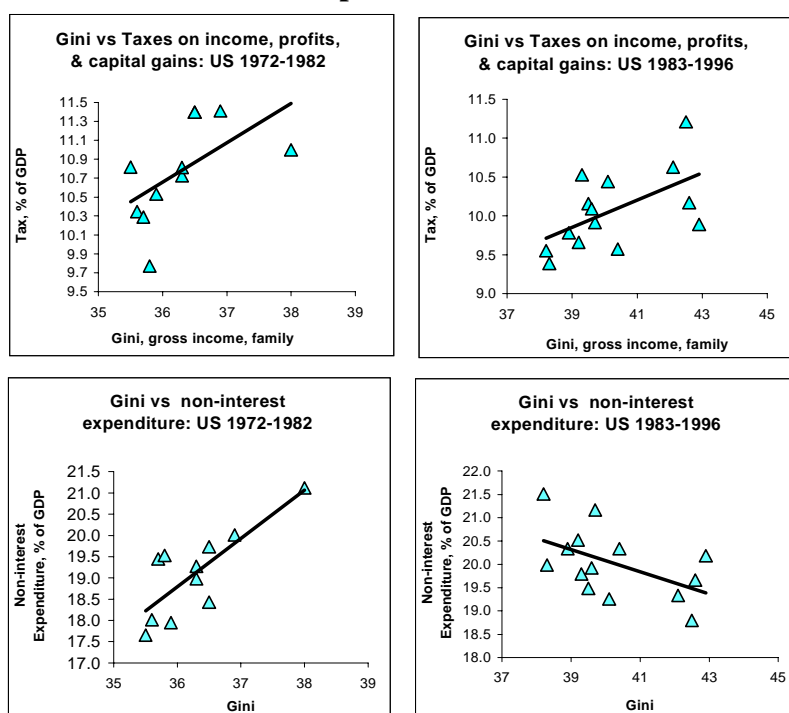 Gini vs Taxes on income, profits,
& capital gains: US 1972-1982
11.5
11.3
11.1
10.9
10.7
10.5
10.3
10.1
9.9
9.7
9.5
Tax, % of GDP
35 36 37 38 39
Gini, gross income, family
Gini vs Taxes on income, profits,
& capital gains: US 1983-1996
11.5
11.0
10.5
10.0
9.5
9.0
Tax, % of GDP
37 39 41 43 45
Gini, gross income, family
Gini vs non-interest
expenditure: US 1972-1982
21.5
21.0
20.5
20.0
19.5
19.0
18.5
18.0
17.5
17.0
Non-interest
Expenditure, % of GDP
35 36 37 38 39
Gini
Gini vs non-interest
expenditure: US 1983-1996
22.0
21.5
21.0
20.5
20.0
19.5
19.0
18.5
18.0
Non-interest
Expenditure, % of GDP
37 39 41 43 45
Gini